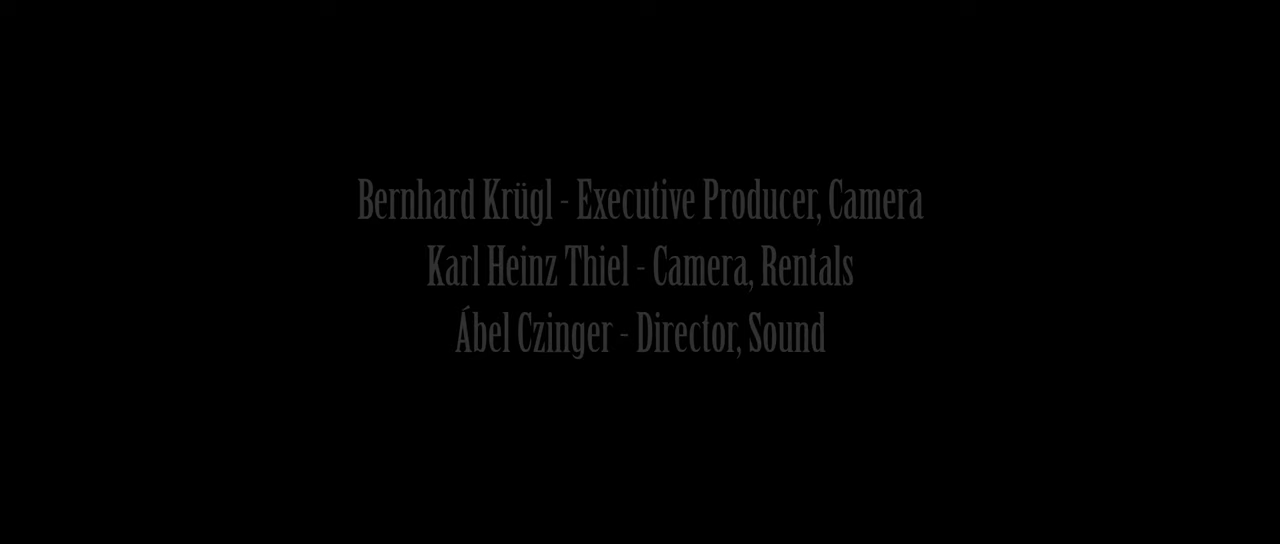 Bernhard Krügl - Executive Producer, Camera
Karl Heinz Thiel - Camera, Rentals
Ábel Czinger - Director, Sound